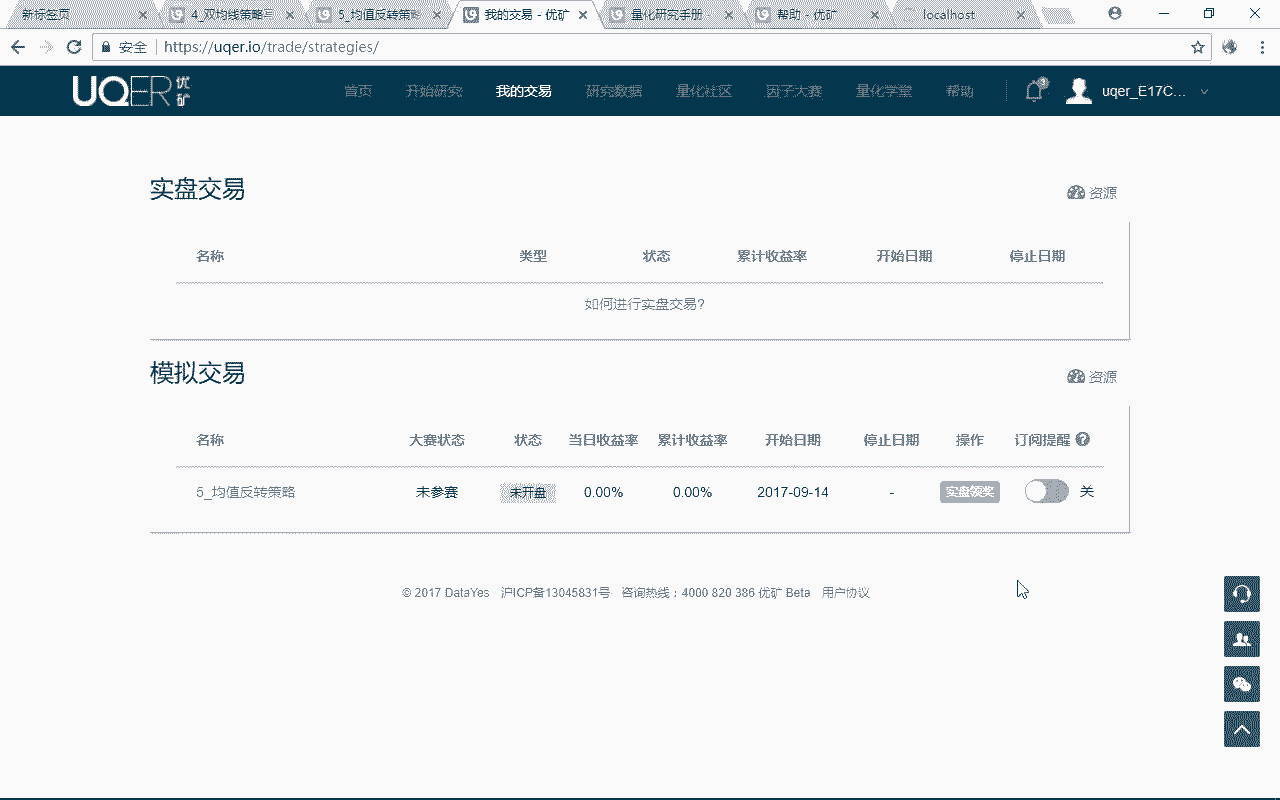 新标签页 4_双均线策略写 5_均值反转策略 我的交易 - 优矿 量化研究手册 帮助 - 优矿 localhost
安全 https://uqer.io/trade/strategies/
UQER 优矿 首页 开始研究 我的交易 研究数据 量化社区 因子大赛 量化学堂 帮助 3 uqer_E17C...
实盘交易 资源
名称 类型 状态 累计收益率 开始日期 停止日期
如何进行实盘交易?
模拟交易 资源
名称 大赛状态 状态 当日收益率 累计收益率 开始日期 停止日期 操作 订阅提醒 ?
5_均值反转策略 未参赛 未开盘 0.00% 0.00% 2017-09-14 - 实盘领奖 关
© 2017 DataYes 沪ICP备13045831号 咨询热线：4000 820 386 优矿 Beta 用户协议